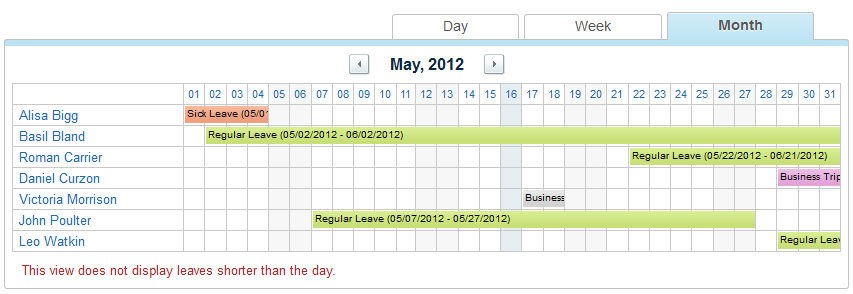 Day Week Month
May, 2012
01 02 03 04 05 06 07 08 09 10 11 12 13 14 15 16 17 18 19 20 21 22 23 24 25 26 27 28 29 30 31
Alisa Bigg Sick Leave (05/01
Basil Bland Regular Leave (05/02/2012 - 06/02/2012)
Roman Carrier Regular Leave (05/22/2012 - 06/21/2012)
Daniel Curzon Business Trip
Victoria Morrison Business
John Poulter Regular Leave (05/07/2012 - 05/27/2012)
Leo Watkin Regular Leav
This view does not display leaves shorter than the day.